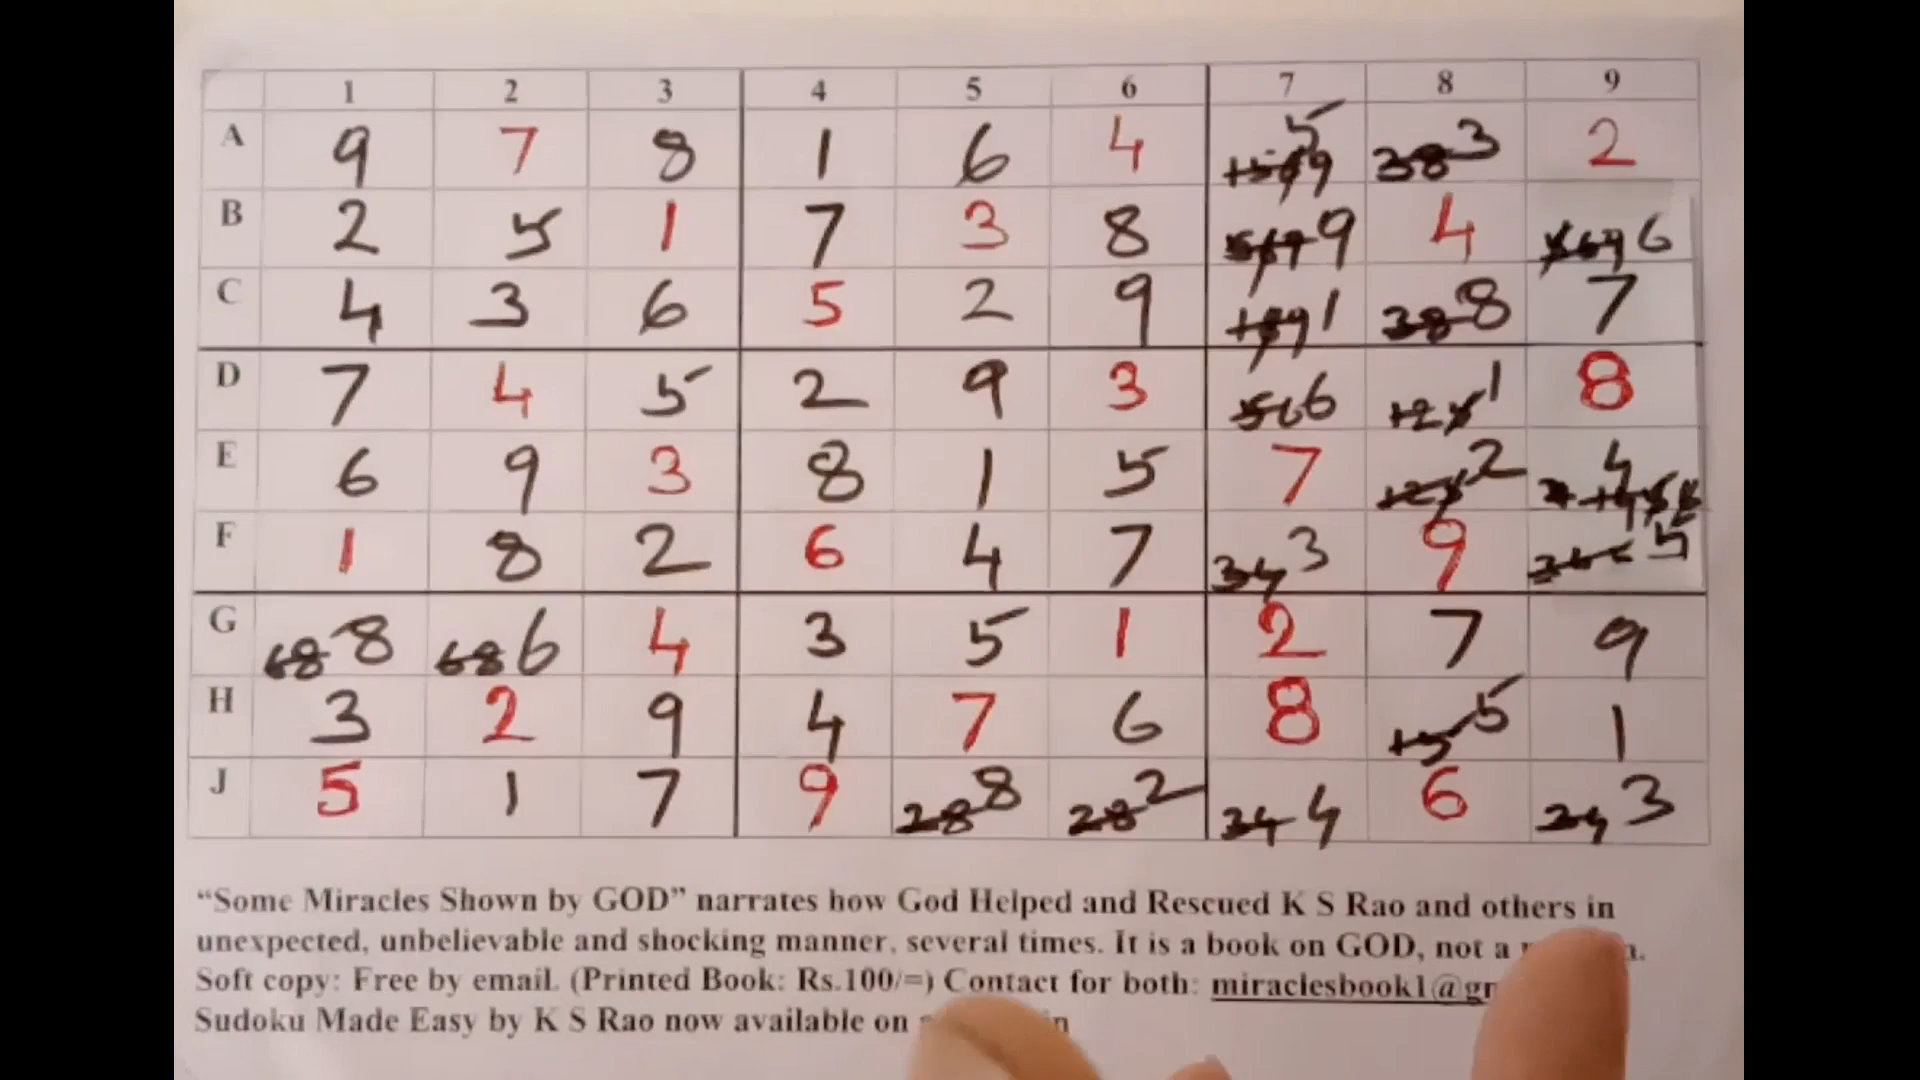 1 2 3 4 5 6 7 8 9
A 9 7 8 1 6 4 5 3 2
B 2 5 1 7 3 8 9 4 6
C 4 3 6 5 2 9 1 8 7
D 7 4 5 2 9 3 6 1 8
E 6 9 3 8 1 5 7 2 4
F 1 8 2 6 4 7 3 9 5
G 68 8 68 6 4 3 5 1 2 7 9
H 3 2 9 4 7 6 8 5 1
J 5 1 7 9 28 8 28 2 34 4 6 34 3
“Some Miracles Shown by GOD” narrates how God Helped and Rescued K S Rao and others in
unexpected, unbelievable and shocking manner, several times. It is a book on GOD, not a
Soft copy: Free by email. (Printed Book: Rs.100/=) Contact for both: miraclesbook1@g
Sudoku Made Easy by K S Rao now available on